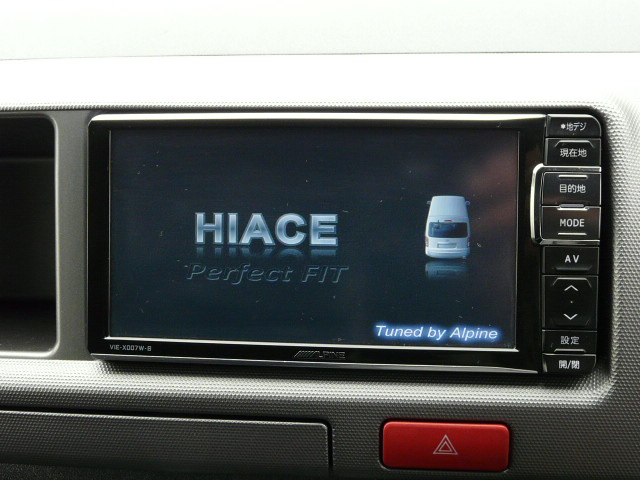 HIACE
Perfect FIT
Tuned by Alpine
VIE-X007W-B
ALPINE
*地デジ
現在地
目的地
MODE
AV
設定
開/閉